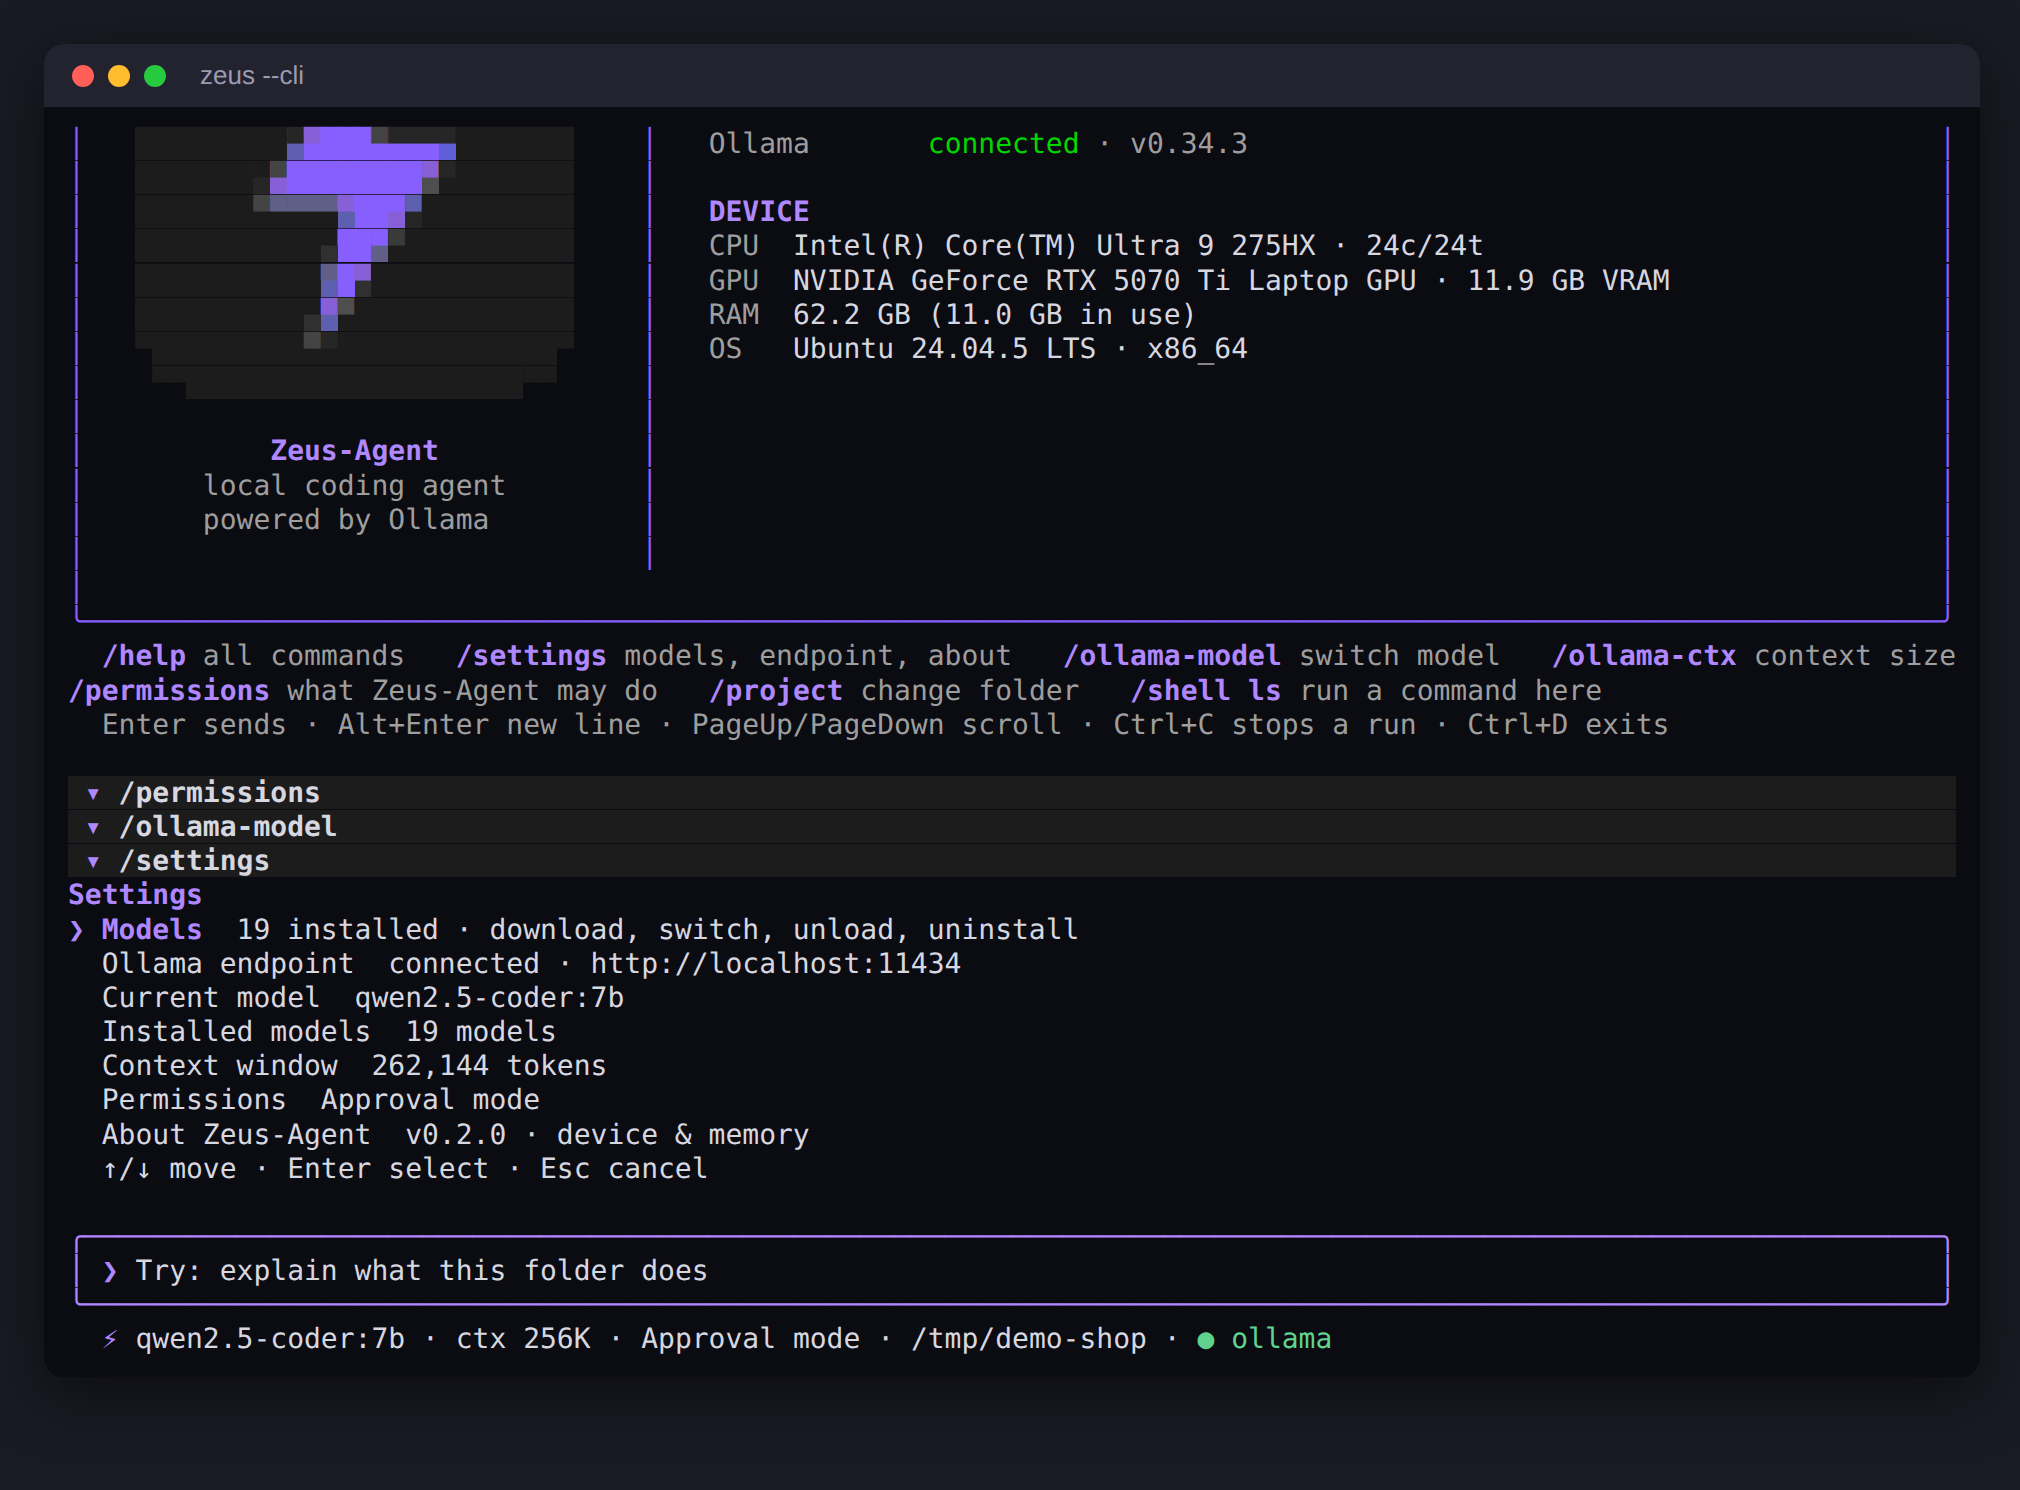 zeus --cli
Ollama connected · v0.34.3
DEVICE
CPU Intel(R) Core(TM) Ultra 9 275HX · 24c/24t
GPU NVIDIA GeForce RTX 5070 Ti Laptop GPU · 11.9 GB VRAM
RAM 62.2 GB (11.0 GB in use)
OS Ubuntu 24.04.5 LTS · x86_64
Zeus-Agent
local coding agent
powered by Ollama
/help all commands /settings models, endpoint, about /ollama-model switch model /ollama-ctx context size
/permissions what Zeus-Agent may do /project change folder /shell ls run a command here
Enter sends · Alt+Enter new line · PageUp/PageDown scroll · Ctrl+C stops a run · Ctrl+D exits
▾ /permissions
▾ /ollama-model
▾ /settings
Settings
❯ Models 19 installed · download, switch, unload, uninstall
Ollama endpoint connected · http://localhost:11434
Current model qwen2.5-coder:7b
Installed models 19 models
Context window 262,144 tokens
Permissions Approval mode
About Zeus-Agent v0.2.0 · device & memory
↑/↓ move · Enter select · Esc cancel
❯ Try: explain what this folder does
⚡ qwen2.5-coder:7b · ctx 256K · Approval mode · /tmp/demo-shop · ● ollama